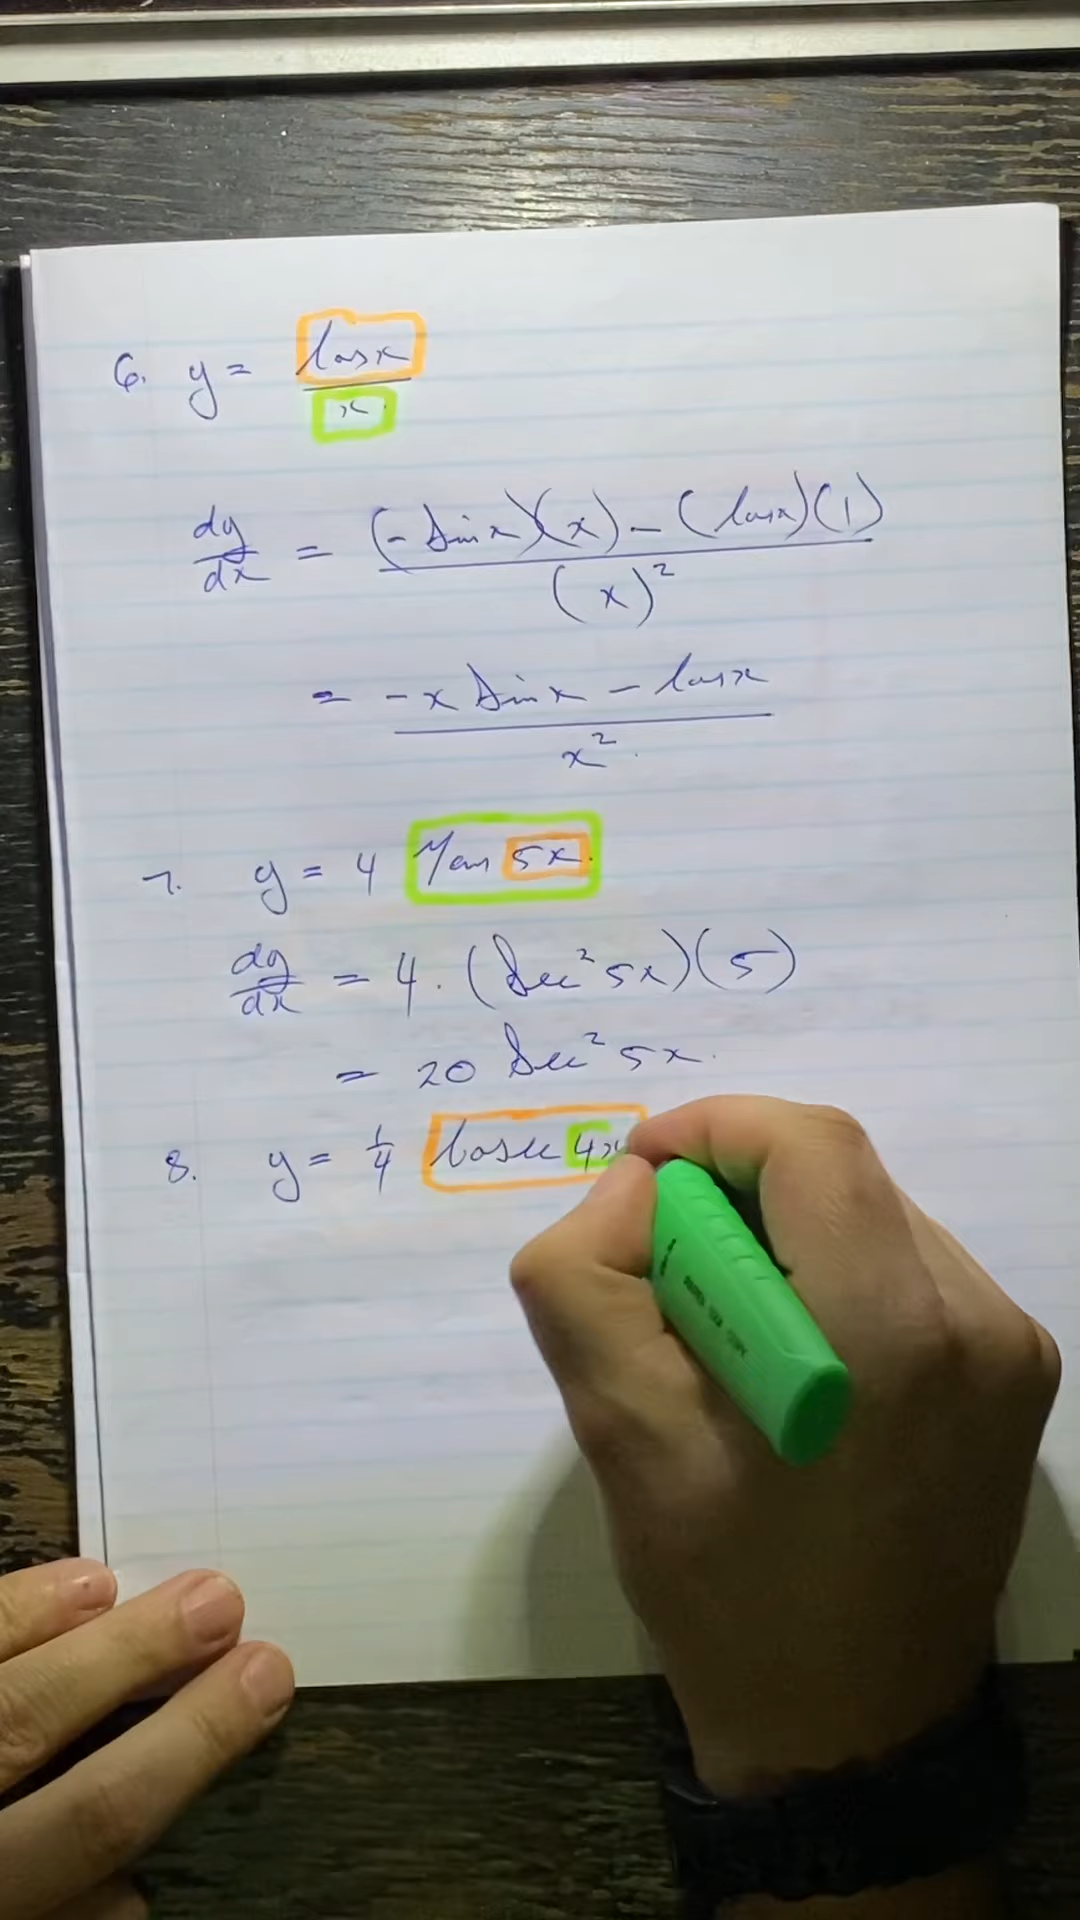 6. y = Cosx / x
dy/dx = (-Sinx)(x) - (Cosx)(1) / (x)²
= -x Sinx - Cosx / x²
7. y = 4 Tan 5x
dy/dx = 4 . (Sec² 5x)(5)
= 20 Sec² 5x.
8. y = 1/4 Cosec 4x